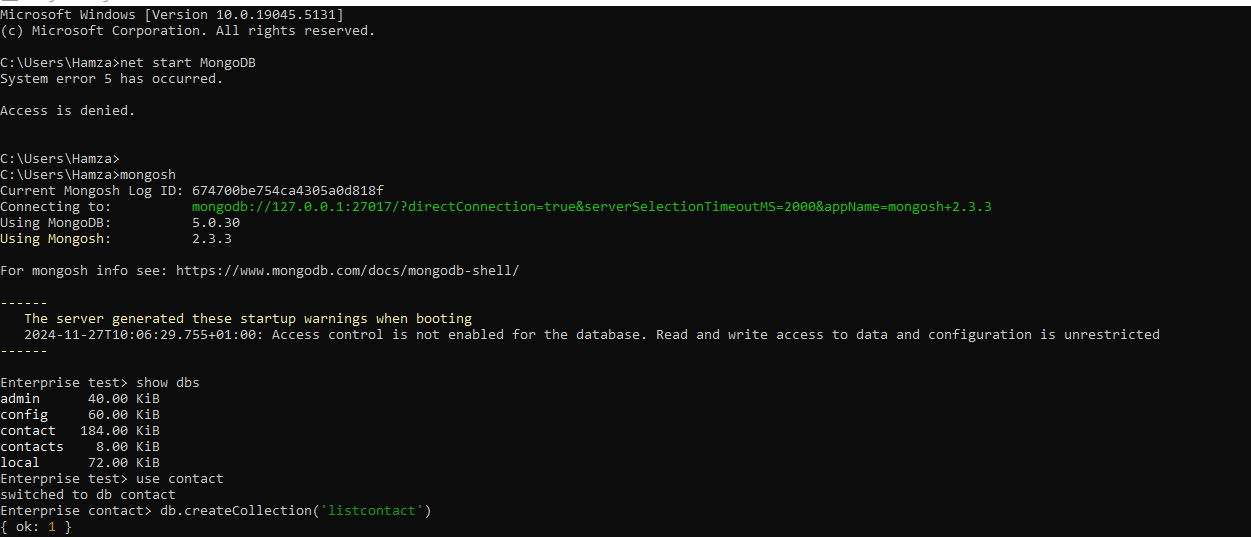 Microsoft Windows [Version 10.0.19045.5131]
(c) Microsoft Corporation. All rights reserved.
C:\Users\Hamza>net start MongoDB
System error 5 has occurred.
Access is denied.
C:\Users\Hamza>
C:\Users\Hamza>mongosh
Current Mongosh Log ID: 674700be754ca4305a0d818f
Connecting to:          mongodb://127.0.0.1:27017/?directConnection=true&serverSelectionTimeoutMS=2000&appName=mongosh+2.3.3
Using MongoDB:          5.0.30
Using Mongosh:          2.3.3
For mongosh info see: https://www.mongodb.com/docs/mongodb-shell/
------
   The server generated these startup warnings when booting
   2024-11-27T10:06:29.755+01:00: Access control is not enabled for the database. Read and write access to data and configuration is unrestricted
------
Enterprise test> show dbs
admin      40.00 KiB
config     60.00 KiB
contact   184.00 KiB
contacts    8.00 KiB
local      72.00 KiB
Enterprise test> use contact
switched to db contact
Enterprise contact> db.createCollection('listcontact')
{ ok: 1 }